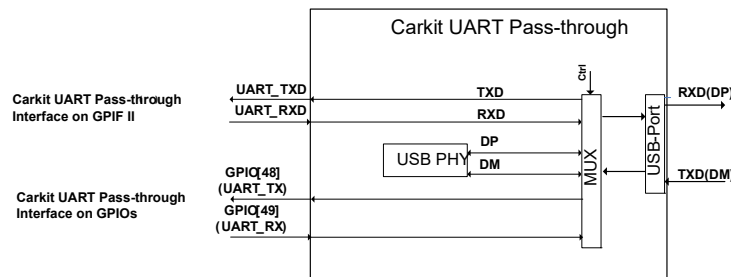 Carkit UART Pass-through
Ctrl
UART_TXD
TXD
RXD(DP)
Carkit UART Pass-through
Interface on GPIF II
UART_RXD
RXD
DP
USB PHY
DM
MUX
USB-Port
GPIO[48]
(UART_TX)
TXD(DM)
Carkit UART Pass-through
Interface on GPIOs
GPIO[49]
(UART_RX)